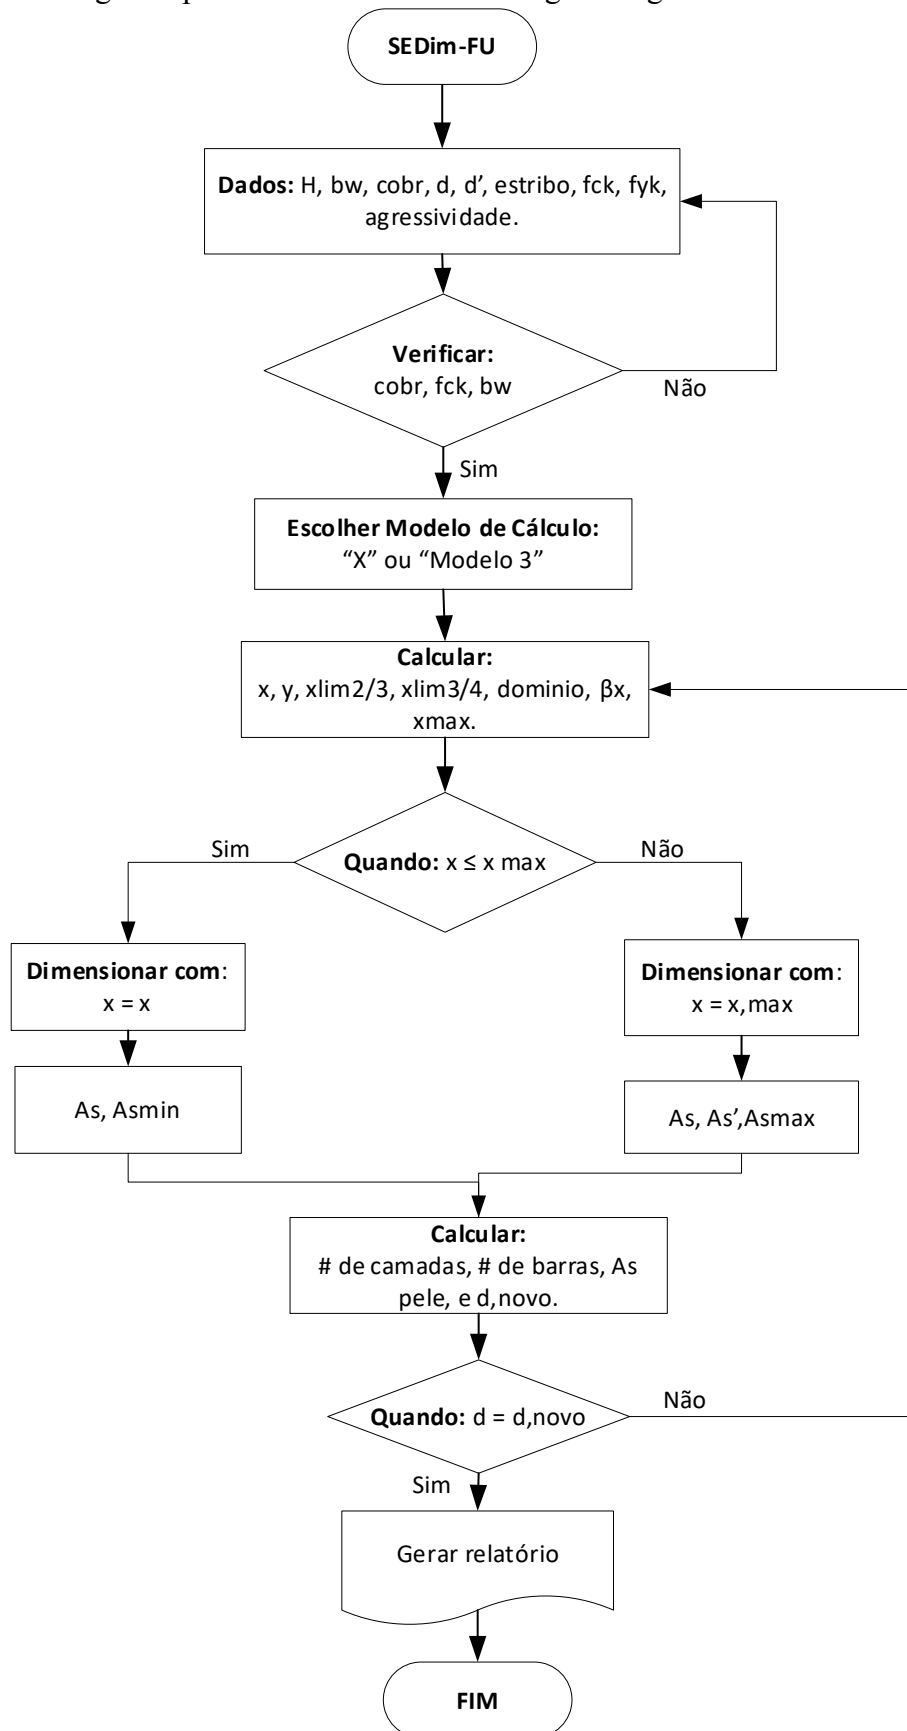 SEDim-FU
Dados: H, bw, cobr, d, d’, estribo, fck, fyk,
agressividade.
Verificar:
cobr, fck, bw
Não
Sim
Escolher Modelo de Cálculo:
“X” ou “Modelo 3”
Calcular:
x, y, xlim2/3, xlim3/4, dominio, βx,
xmax.
Sim
Quando: x ≤ x max
Não
Dimensionar com:
x = x
Dimensionar com:
x = x,max
As, Asmin
As, As’,Asmax
Calcular:
# de camadas, # de barras, As
pele, e d,novo.
Quando: d = d,novo
Não
Sim
Gerar relatório
FIM